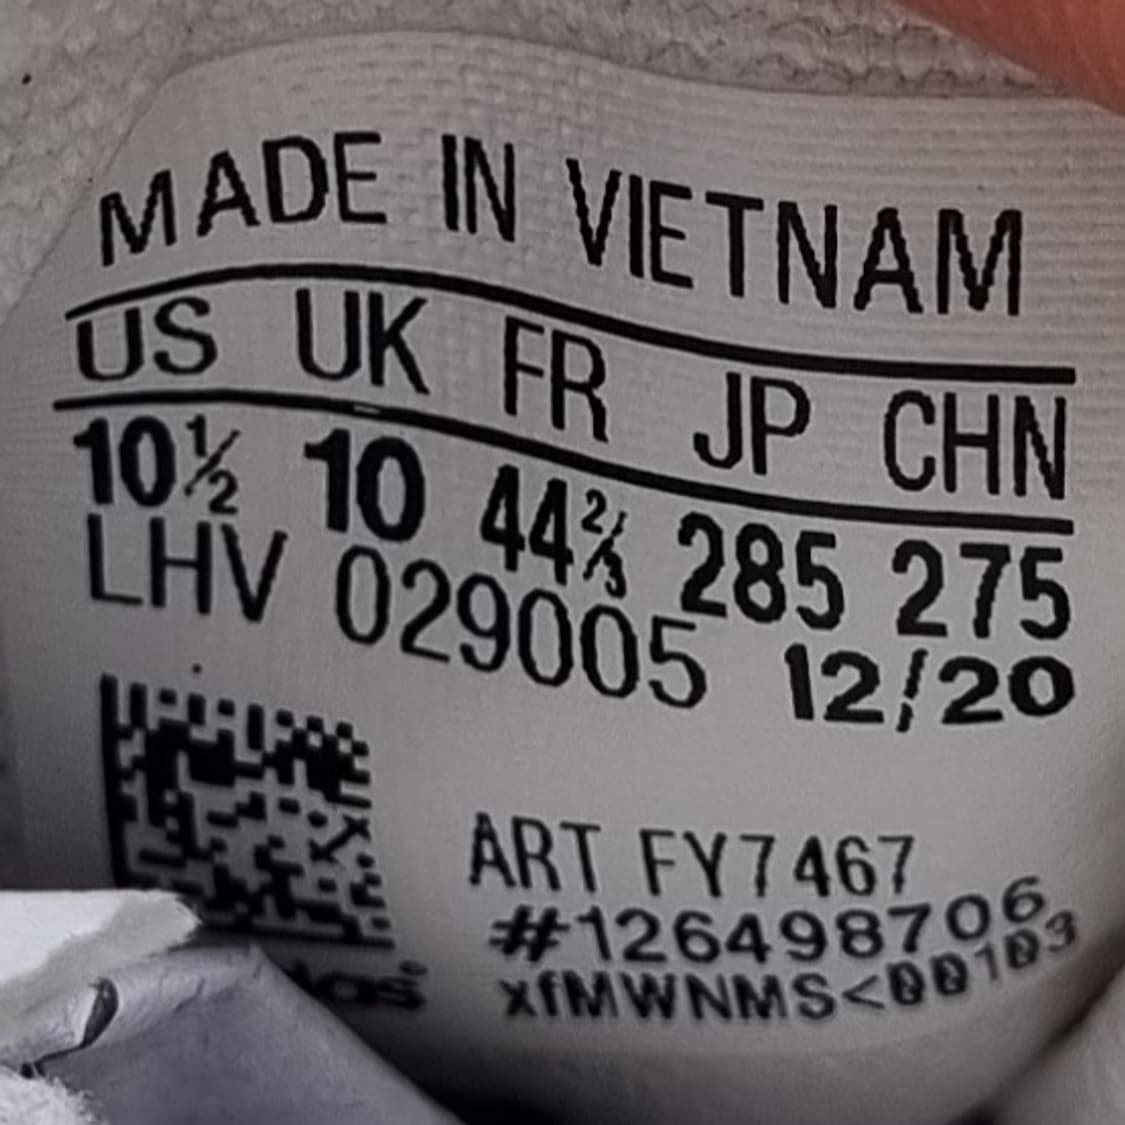 MADE IN VIETNAM
US UK FR JP CHN
10½ 10 44⅔ 285 275
LHV 029005 12/20
ART FY7467
#126498706
xfMWNMS<00103